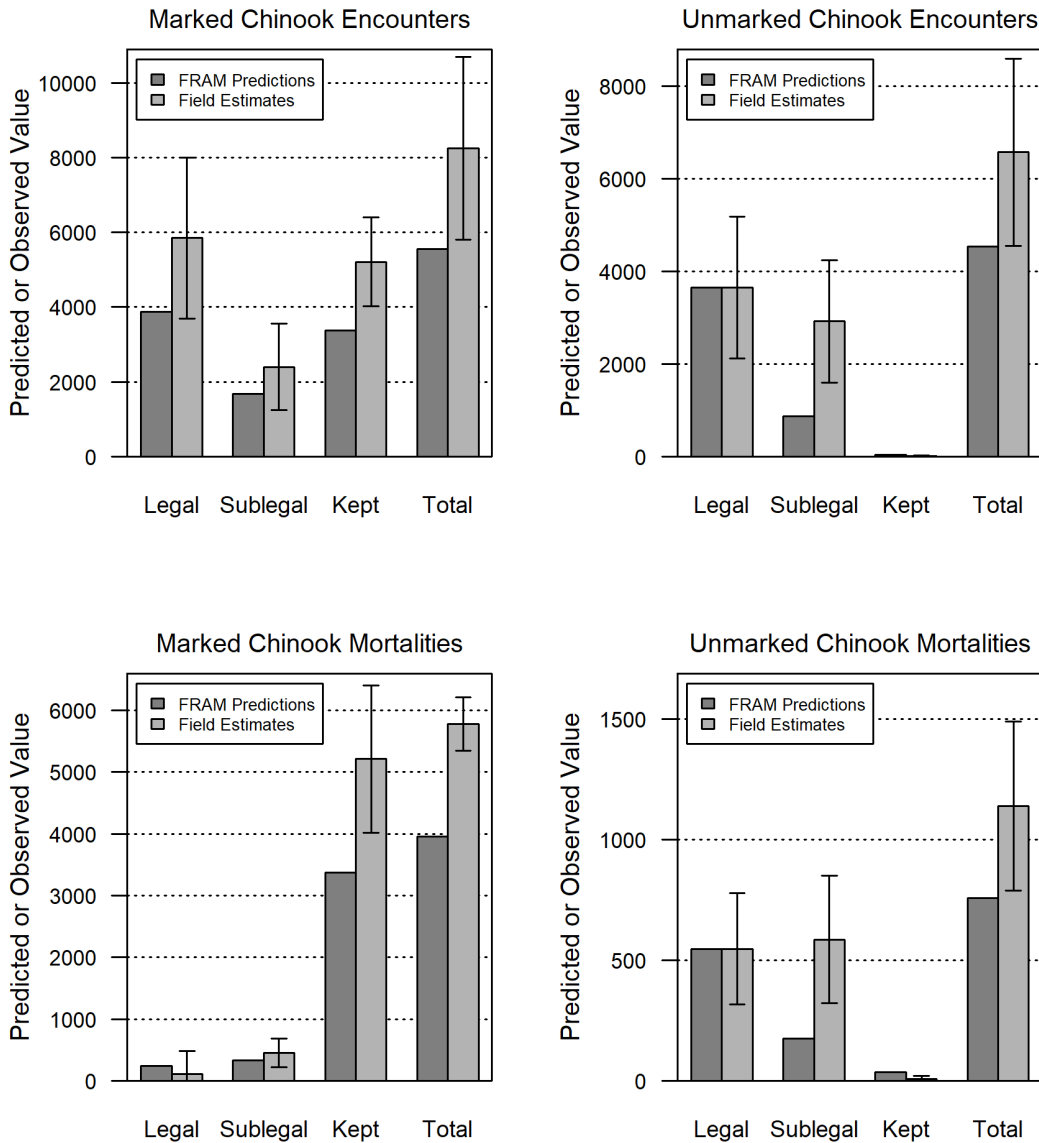 Marked Chinook Encounters
Predicted or Observed Value
10000
8000
6000
4000
2000
0
FRAM Predictions
Field Estimates
Legal Sublegal Kept Total
Unmarked Chinook Encounters
Predicted or Observed Value
8000
6000
4000
2000
0
FRAM Predictions
Field Estimates
Legal Sublegal Kept Total
Marked Chinook Mortalities
Predicted or Observed Value
6000
5000
4000
3000
2000
1000
0
FRAM Predictions
Field Estimates
Legal Sublegal Kept Total
Unmarked Chinook Mortalities
Predicted or Observed Value
1500
1000
500
0
FRAM Predictions
Field Estimates
Legal Sublegal Kept Total